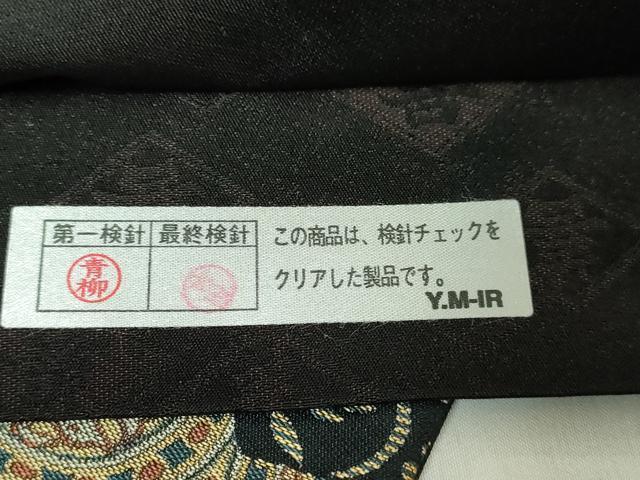 第一検針 最終検針
青柳
この商品は、検針チェックを
クリアした製品です。
Y.M-IR